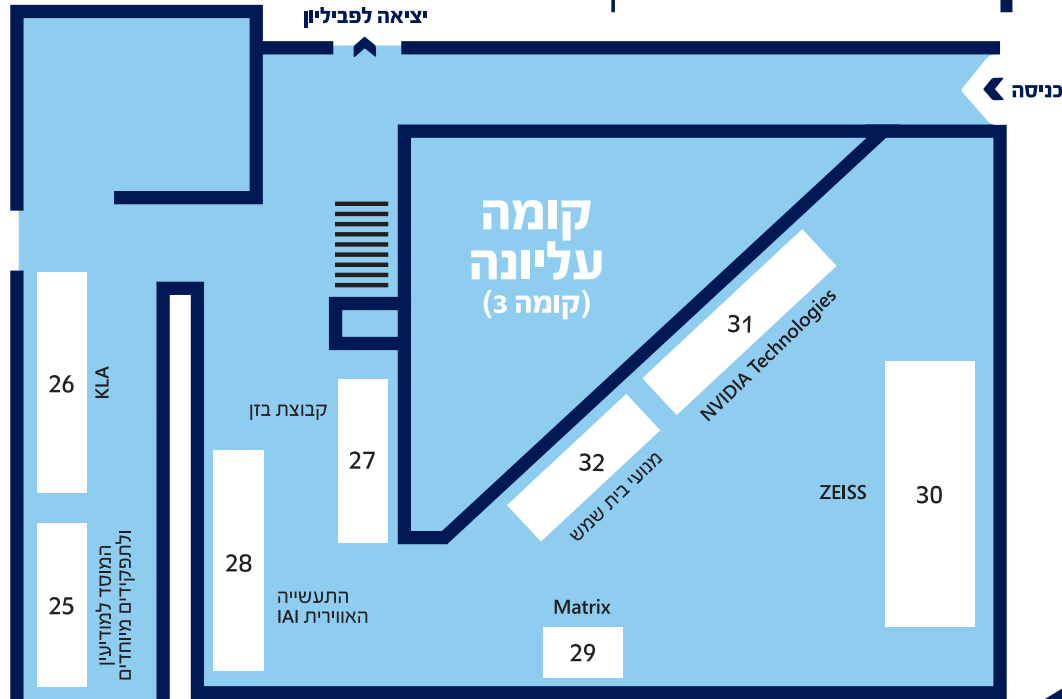 יציאה לפביליון
כניסה
קומה
עליונה
(קומה 3)
31
NVIDIA Technologies
26
KLA
קבוצת בזן
27
32
מנועי בית שמש
ZEISS
30
28
התעשייה
האווירית IAI
25
המוסד למודיעין
ולתפקידים מיוחדים
Matrix
29